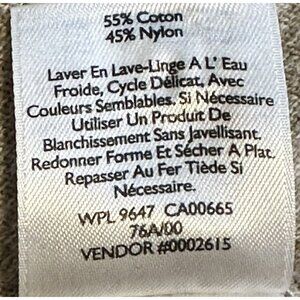 55% Coton
45% Nylon
Laver En Lave-Linge A L' Eau
Froide, Cycle Délicat, Avec
Couleurs Semblables. Si Nécessaire
Utiliser Un Produit De
Blanchissement Sans Javellisant.
Redonner Forme Et Sécher A Plat.
Repasser Au Fer Tiède Si
Nécessaire.
WPL 9647 CA00665
76A/00
VENDOR #0002615